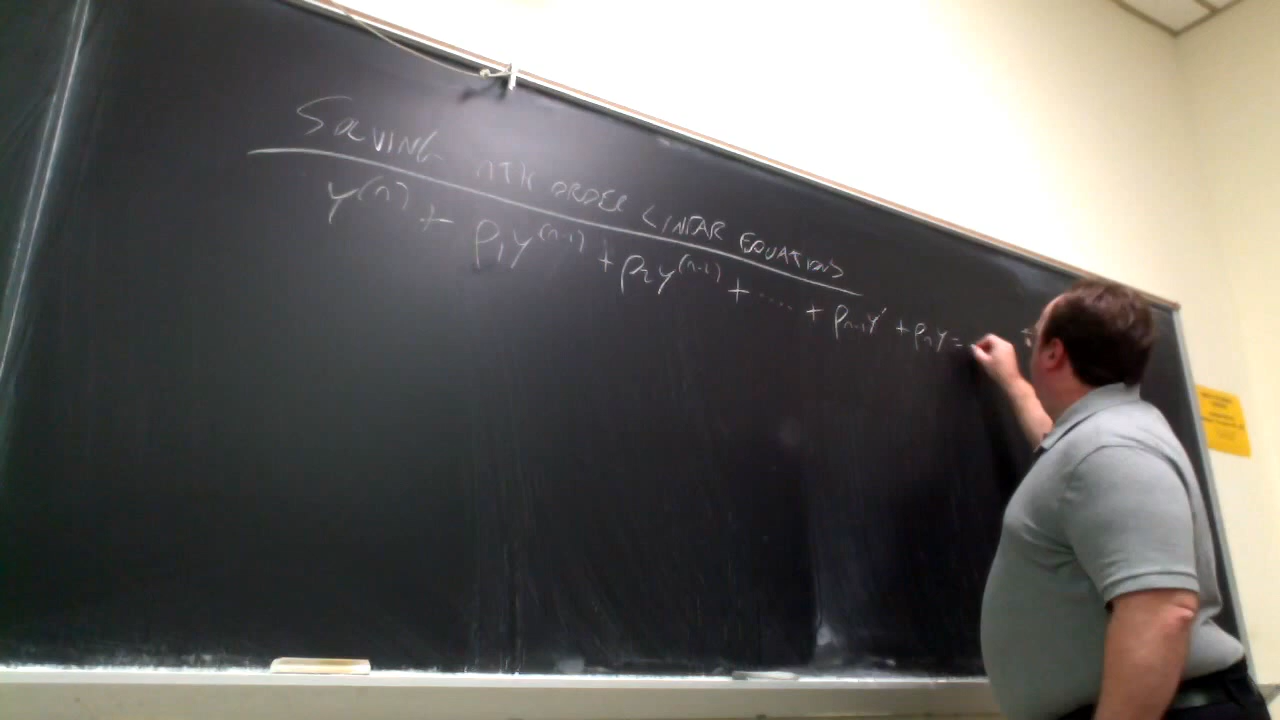 SOLVING nTH ORDER LINEAR EQUATIONS
y⁽ⁿ⁾ + p₁y⁽ⁿ⁻¹⁾ + p₂y⁽ⁿ⁻²⁾ + ..... + pₙ₋₁y' + pₙy =